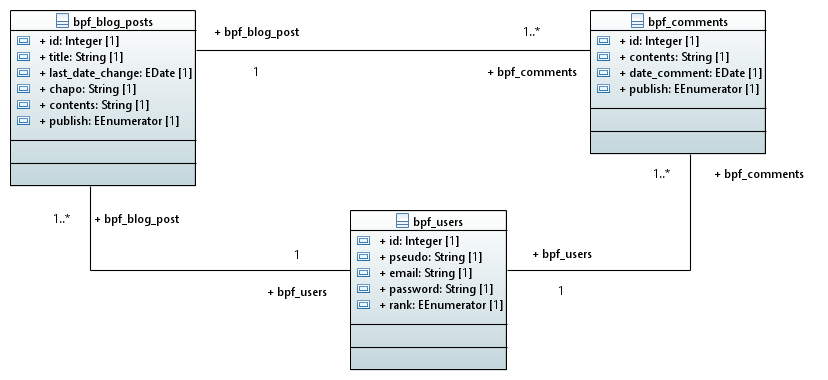 bpf_blog_posts
+ id: Integer [1]
+ title: String [1]
+ last_date_change: EDate [1]
+ chapo: String [1]
+ contents: String [1]
+ publish: EEnumerator [1]
+ bpf_blog_post
1
1..*
+ bpf_comments
bpf_comments
+ id: Integer [1]
+ contents: String [1]
+ date_comment: EDate [1]
+ publish: EEnumerator [1]
1..*
+ bpf_blog_post
1
+ bpf_users
bpf_users
+ id: Integer [1]
+ pseudo: String [1]
+ email: String [1]
+ password: String [1]
+ rank: EEnumerator [1]
1..*
+ bpf_comments
+ bpf_users
1